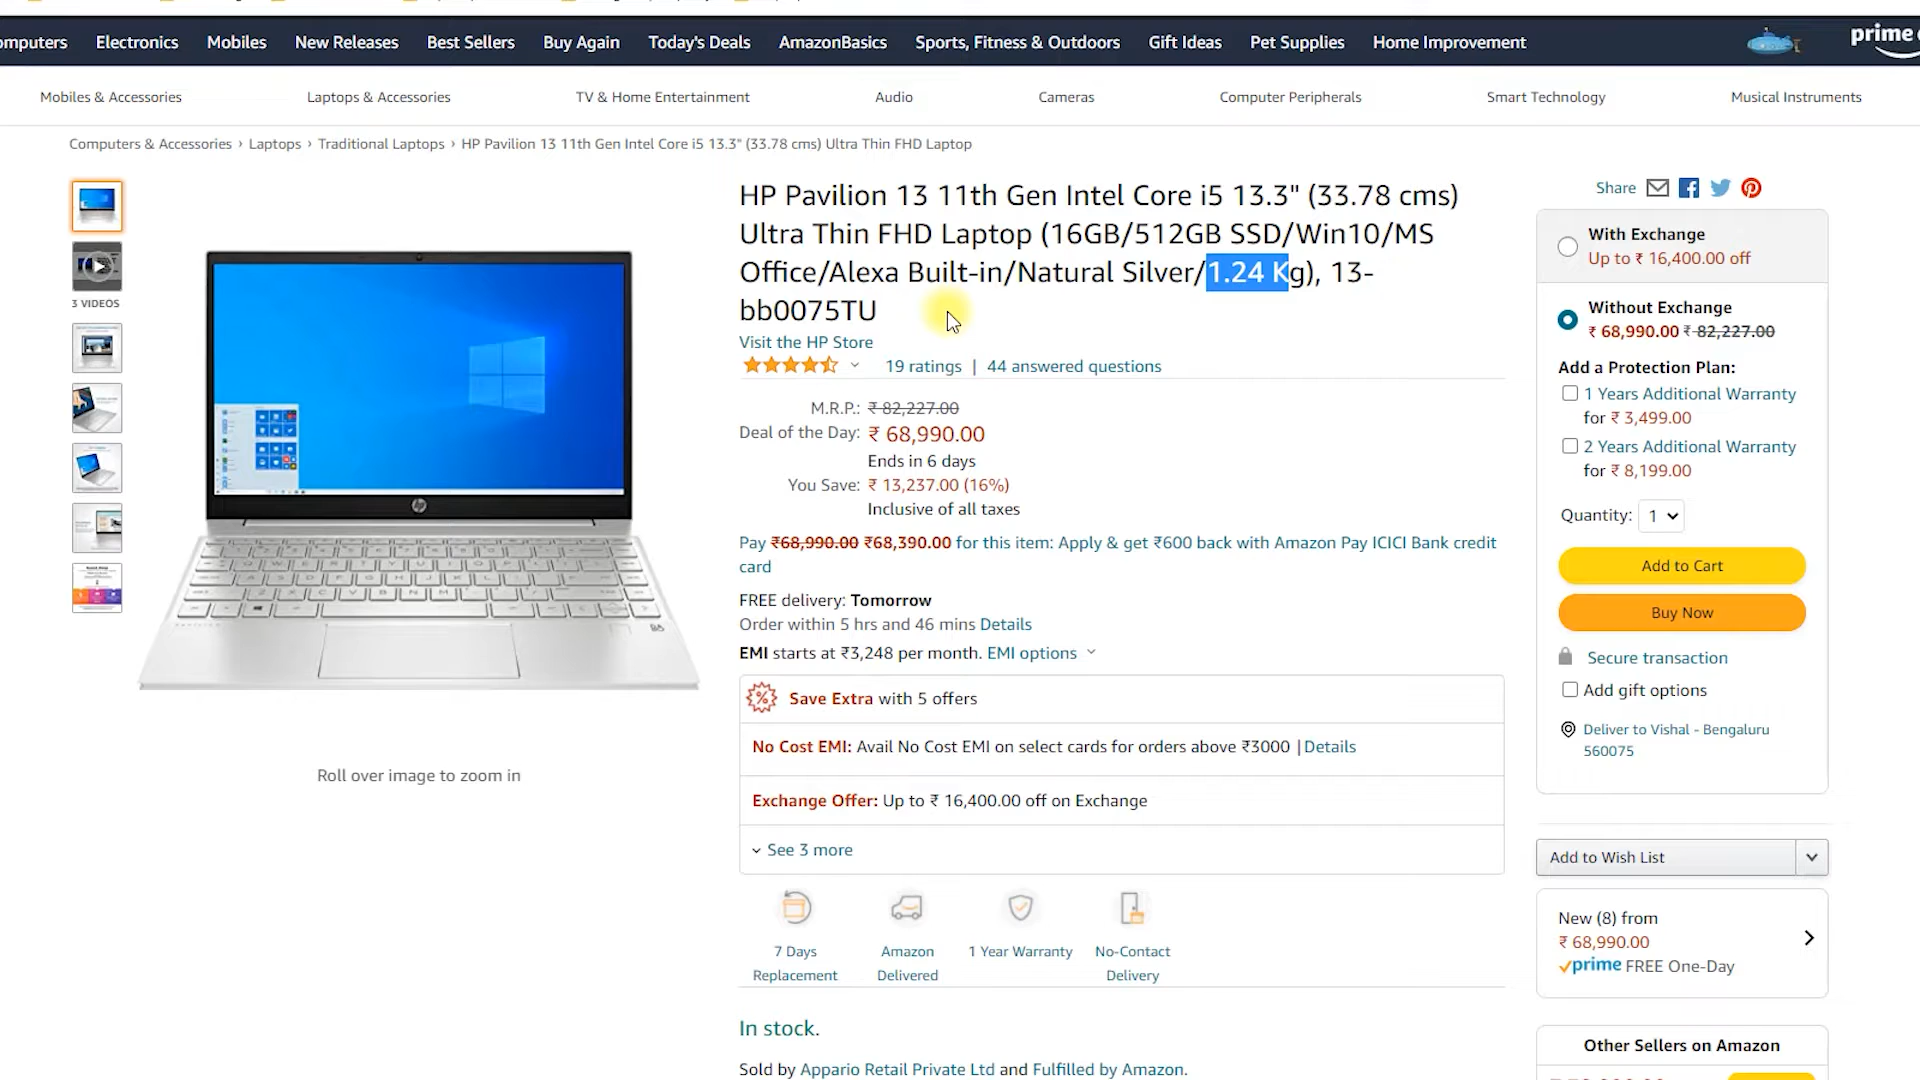 omputers Electronics Mobiles New Releases Best Sellers Buy Again Today's Deals AmazonBasics Sports, Fitness & Outdoors Gift Ideas Pet Supplies Home Improvement prime
Mobiles & Accessories Laptops & Accessories TV & Home Entertainment Audio Cameras Computer Peripherals Smart Technology Musical Instruments
Computers & Accessories › Laptops › Traditional Laptops › HP Pavilion 13 11th Gen Intel Core i5 13.3" (33.78 cms) Ultra Thin FHD Laptop
3 VIDEOS
hp
Roll over image to zoom in
HP Pavilion 13 11th Gen Intel Core i5 13.3" (33.78 cms)
Ultra Thin FHD Laptop (16GB/512GB SSD/Win10/MS
Office/Alexa Built-in/Natural Silver/1.24 Kg), 13-
bb0075TU
Visit the HP Store
19 ratings | 44 answered questions
M.R.P.: ₹ 82,227.00
Deal of the Day: ₹ 68,990.00
Ends in 6 days
You Save: ₹ 13,237.00 (16%)
Inclusive of all taxes
Pay ₹68,990.00 ₹68,390.00 for this item: Apply & get ₹600 back with Amazon Pay ICICI Bank credit
card
FREE delivery: Tomorrow
Order within 5 hrs and 46 mins Details
EMI starts at ₹3,248 per month. EMI options
% Save Extra with 5 offers
No Cost EMI: Avail No Cost EMI on select cards for orders above ₹3000 | Details
Exchange Offer: Up to ₹ 16,400.00 off on Exchange
See 3 more
7 Days
Replacement
Amazon
Delivered
1 Year Warranty
No-Contact
Delivery
In stock.
Sold by Appario Retail Private Ltd and Fulfilled by Amazon.
Share
With Exchange
Up to ₹ 16,400.00 off
Without Exchange
₹ 68,990.00 ₹ 82,227.00
Add a Protection Plan:
1 Years Additional Warranty
for ₹ 3,499.00
2 Years Additional Warranty
for ₹ 8,199.00
Quantity: 1
Add to Cart
Buy Now
Secure transaction
Add gift options
Deliver to Vishal - Bengaluru
560075
Add to Wish List
New (8) from
₹ 68,990.00
prime FREE One-Day
Other Sellers on Amazon